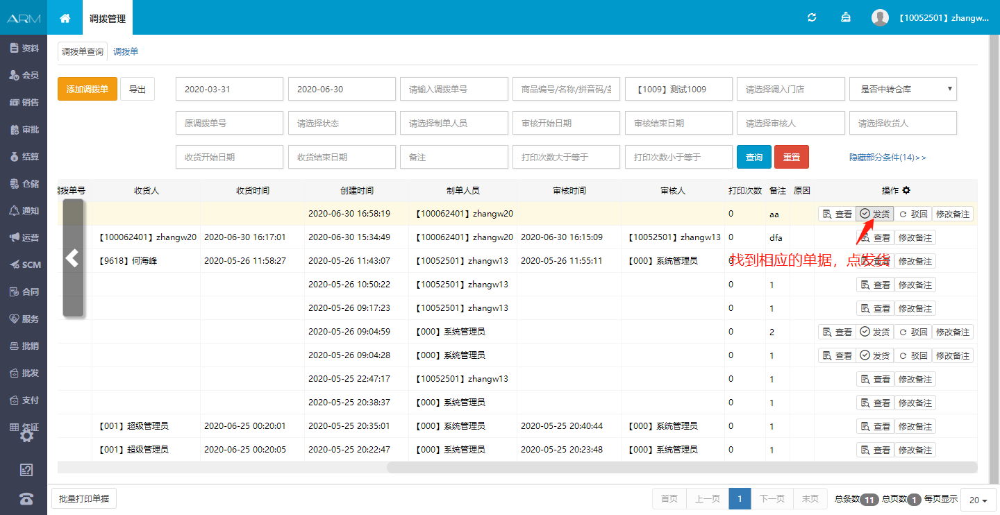 ARM 调拨管理 【10052501】zhangw...
资料
会员
销售
审批
结算
仓储
通知
运营
SCM
合同
服务
批销
批发
支付
凭证
调拨单查询 调拨单
添加调拨单 导出 2020-03-31 2020-06-30 请输入调拨单号 商品编号/名称/拼音码/ 【1009】测试1009 请选择调入门店 是否中转仓库
原调拨单号 请选择状态 请选择制单人员 审核开始日期 审核结束日期 请选择审核人 请选择收货人
收货开始日期 收货结束日期 备注 打印次数大于等于 打印次数小于等于 查询 重置 隐藏部分条件(14)>>
拨单号 收货人 收货时间 创建时间 制单人员 审核时间 审核人 打印次数 备注 原因 操作
2020-06-30 16:58:19 【100062401】zhangw20 0 aa 查看 发货 驳回 修改备注
【100062401】zhangw20 2020-06-30 16:17:01 2020-06-30 15:34:49 【100062401】zhangw20 2020-06-30 16:15:09 【10052501】zhangw13 0 dfa 查看 修改备注
【9618】何海峰 2020-05-26 11:58:27 2020-05-26 11:43:07 【10052501】zhangw13 2020-05-26 11:55:11 【000】系统管理员 0 查看 修改备注
找到相应的单据，点发货
2020-05-26 10:50:22 【10052501】zhangw13 0 1 查看 修改备注
2020-05-26 09:17:23 【10052501】zhangw13 0 1 查看 修改备注
2020-05-26 09:04:59 【000】系统管理员 0 2 查看 发货 驳回 修改备注
2020-05-26 09:04:28 【000】系统管理员 0 1 查看 发货 驳回 修改备注
2020-05-25 22:47:17 【10052501】zhangw13 0 1 查看 修改备注
2020-05-25 20:38:37 【000】系统管理员 0 1 查看 修改备注
【001】超级管理员 2020-06-25 00:20:01 2020-05-25 20:35:01 【000】系统管理员 2020-05-25 20:40:44 【000】系统管理员 0 1 查看 修改备注
【001】超级管理员 2020-06-25 00:20:05 2020-05-25 20:22:47 【000】系统管理员 2020-05-25 20:23:48 【000】系统管理员 0 1 查看 修改备注
批量打印单据 首页 上一页 1 下一页 末页 总条数 11 总页数 1 每页显示 20